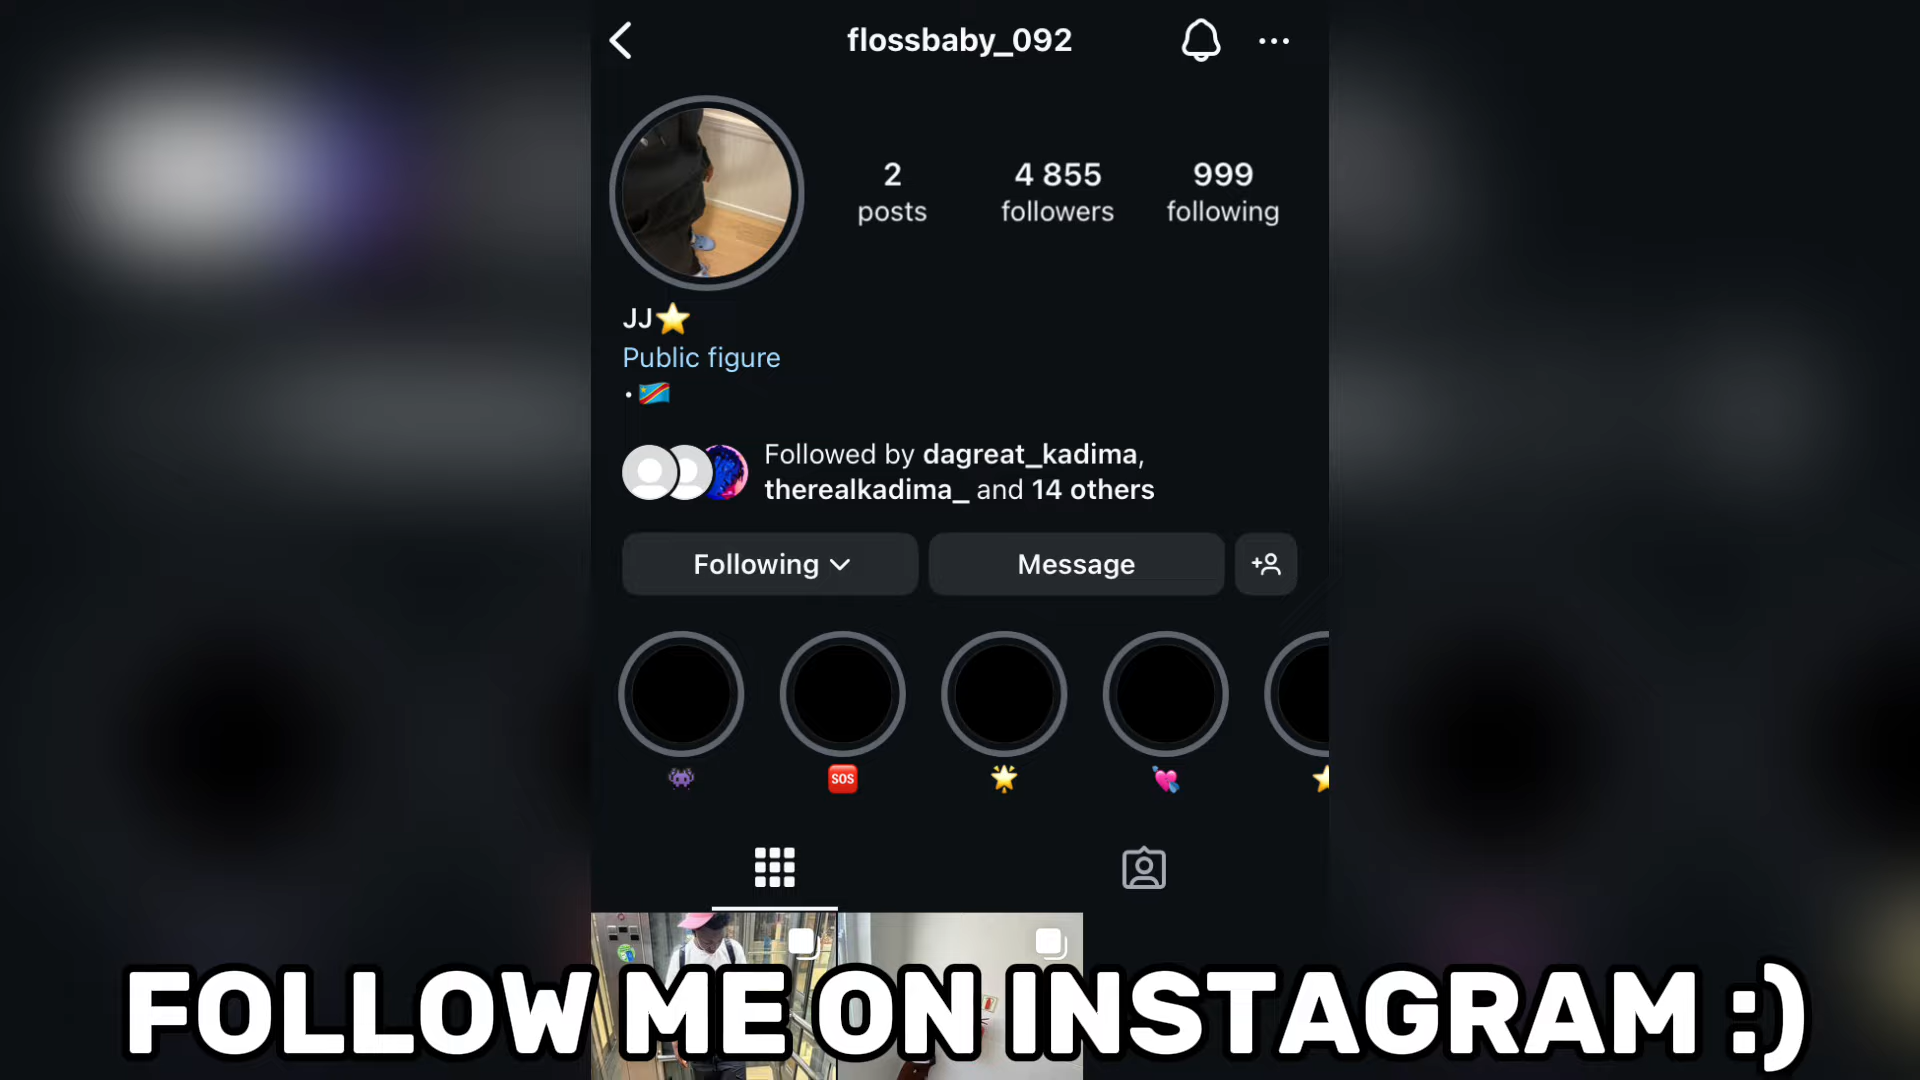 flossbaby_092
2 4 855 999
posts followers following
JJ⭐
Public figure
• 🇨🇩
Followed by dagreat_kadima,
therealkadima_ and 14 others
Following Message
SOS
FOLLOW ME ON INSTAGRAM :)